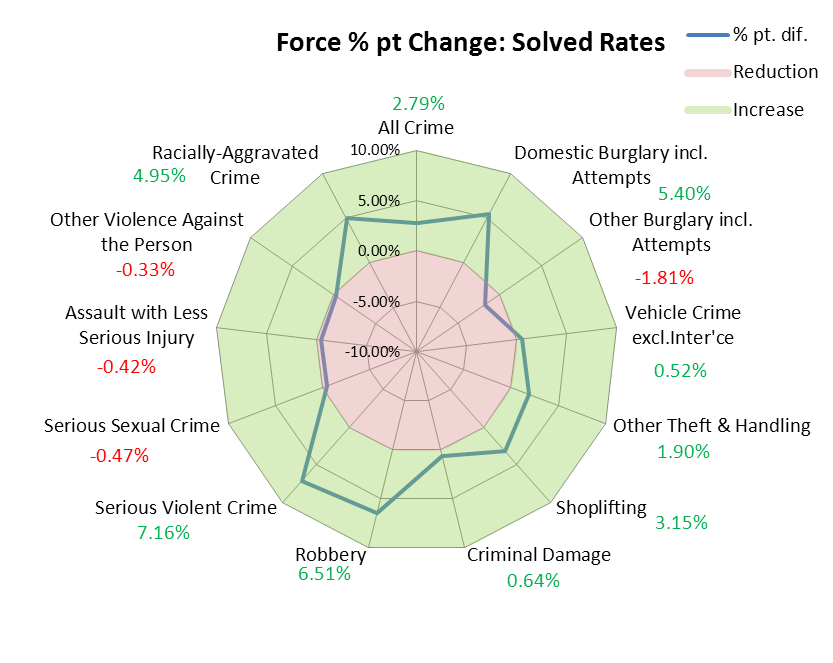 Force % pt Change: Solved Rates
% pt. dif.
Reduction
Increase
2.79%
All Crime
10.00%
5.00%
0.00%
-5.00%
-10.00%
Domestic Burglary incl.
Attempts
5.40%
Other Burglary incl.
Attempts
-1.81%
Vehicle Crime
excl.Inter'ce
0.52%
Other Theft & Handling
1.90%
Shoplifting
3.15%
Criminal Damage
0.64%
Robbery
6.51%
Serious Violent Crime
7.16%
Serious Sexual Crime
-0.47%
Assault with Less
Serious Injury
-0.42%
Other Violence Against
the Person
-0.33%
Racially-Aggravated
Crime
4.95%